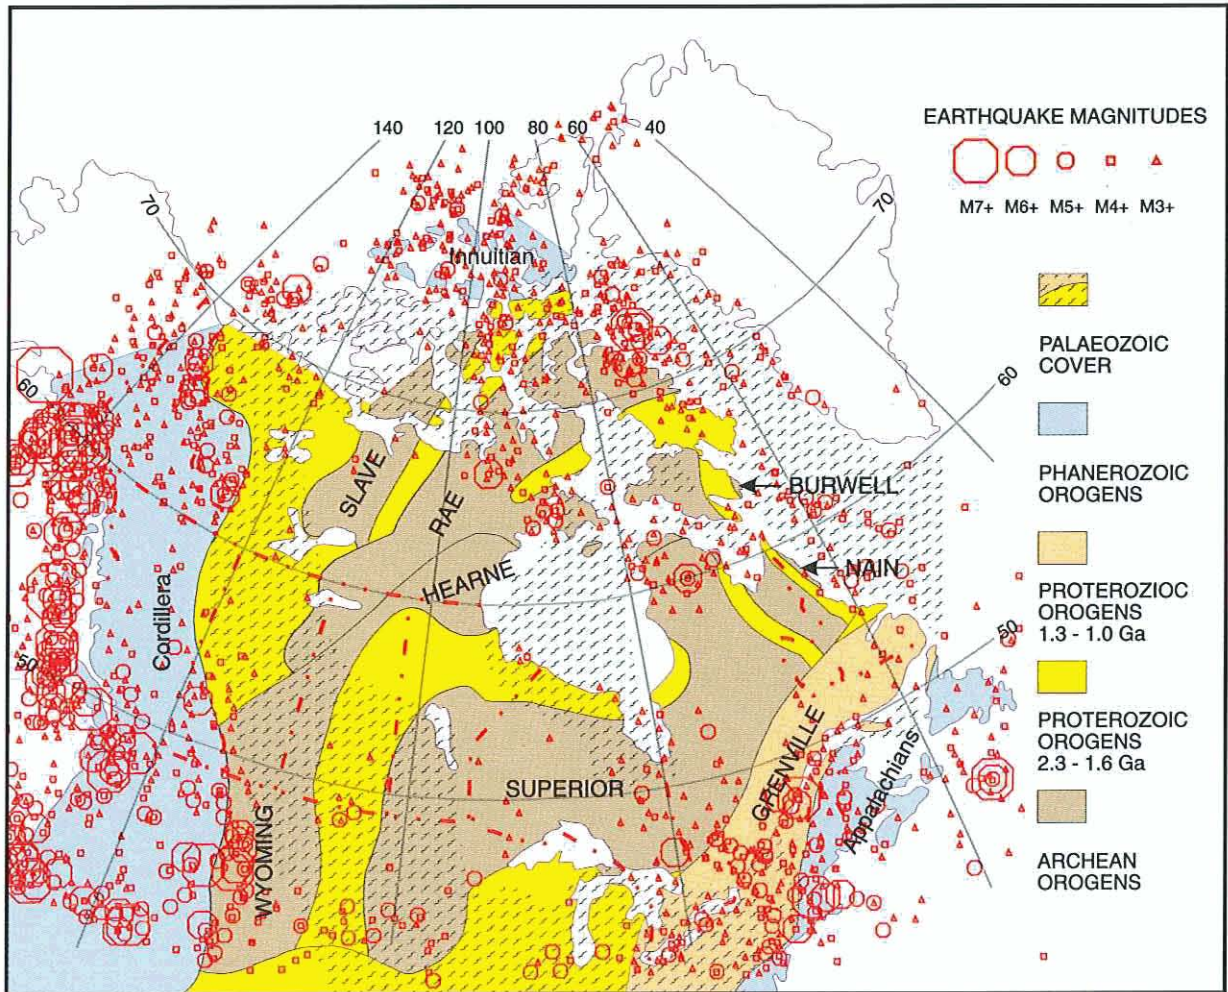 EARTHQUAKE MAGNITUDES
M7+ M6+ M5+ M4+ M3+
140 120 100 80 60 40
70
70
60
60
50
50
Innuitian
PALAEOZOIC
COVER
PHANEROZOIC
OROGENS
PROTEROZIOC
OROGENS
1.3 - 1.0 Ga
PROTEROZOIC
OROGENS
2.3 - 1.6 Ga
ARCHEAN
OROGENS
SLAVE
RAE
HEARNE
BURWELL
NAIN
Cordillera
SUPERIOR
GRENVILLE
Appalachians
WYOMING